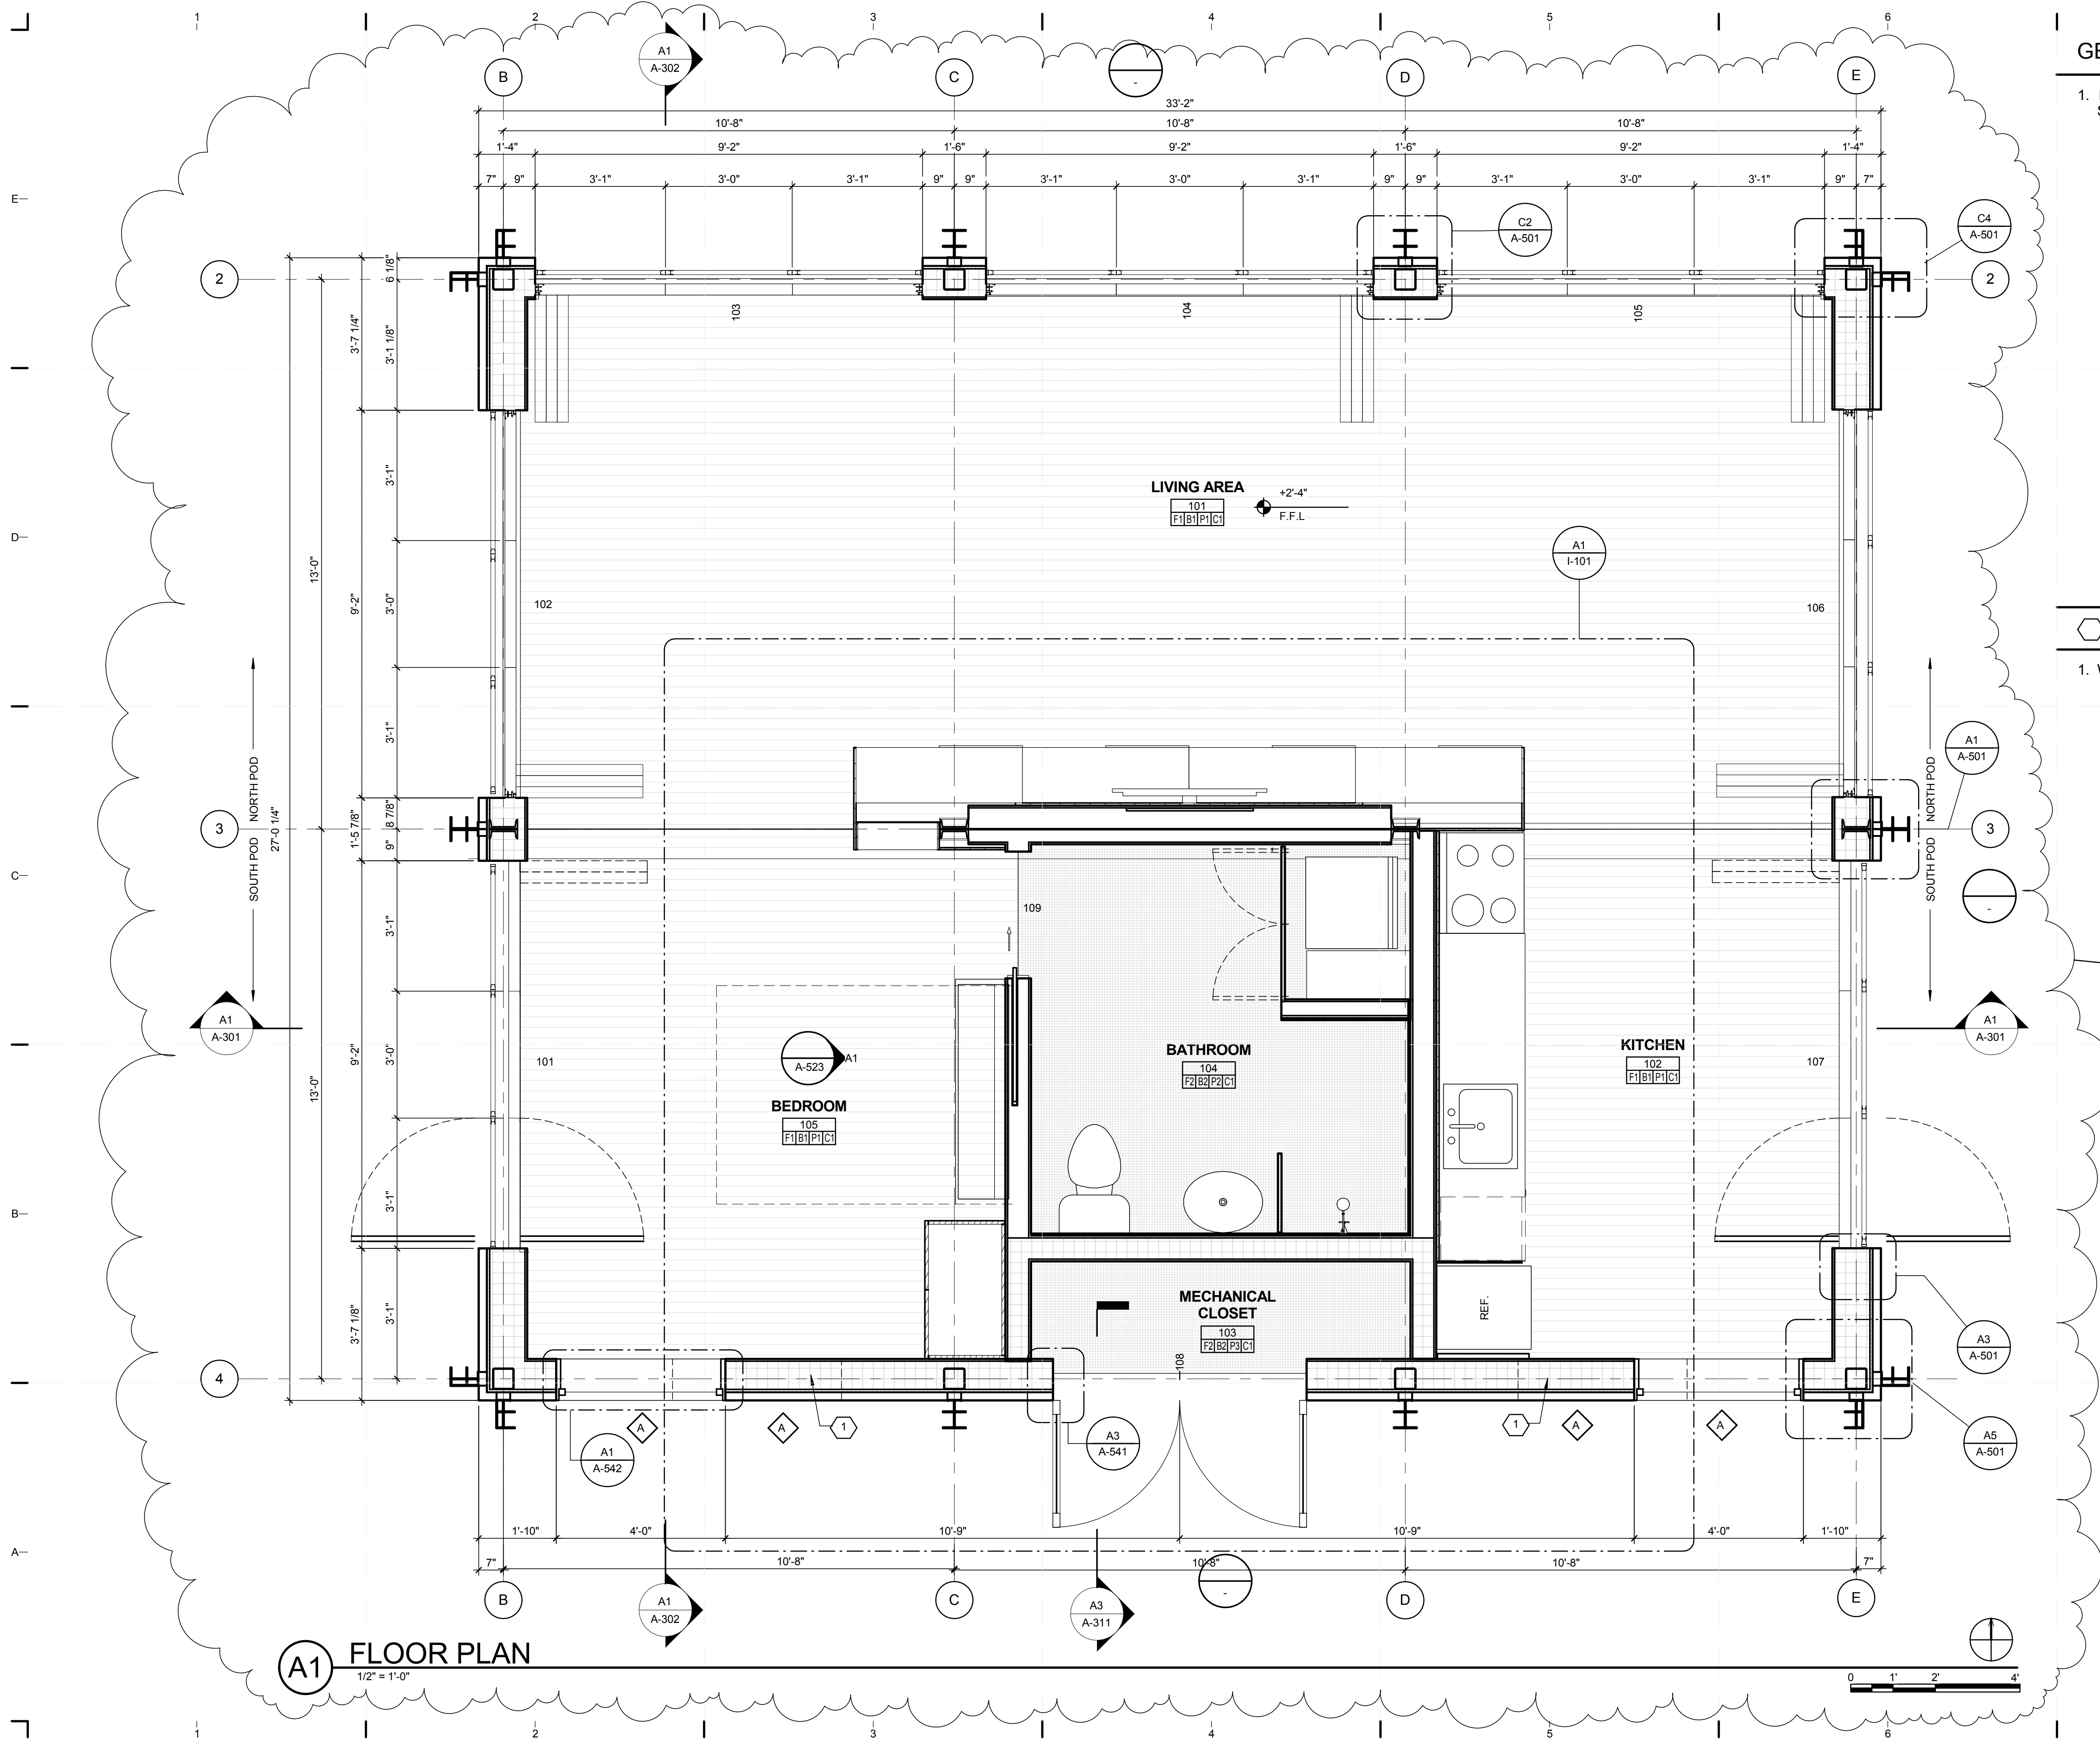 1 2 3 4 5 6
A1
A-302
-
B C D E
GE
1.
33'-2"
10'-8" 10'-8" 10'-8"
1'-4" 9'-2" 1'-6" 9'-2" 1'-6" 9'-2" 1'-4"
7" 9" 3'-1" 3'-0" 3'-1" 9" 9" 3'-1" 3'-0" 3'-1" 9" 9" 3'-1" 3'-0" 3'-1" 9" 7"
E
C2
A-501
C4
A-501
2 2
6 1/8"
3'-7 1/4"
3'-1 1/8"
103 104 105
LIVING AREA
101
F1 B1 P1 C1
+2'-4"
F.F.L
D
A1
I-101
3'-1"
13'-0"
9'-2"
3'-0"
102 106
1. W
3'-1"
SOUTH POD NORTH POD
27'-0 1/4"
SOUTH POD NORTH POD
A1
A-501
1'-5 7/8"
8 7/8"
9"
3 3
C
-
109
3'-1"
A1
A-301
A1
A-301
9'-2"
3'-0"
13'-0"
101 107
A-523
A1
BATHROOM
104
F2 B2 P2 C1
KITCHEN
102
F1 B1 P1 C1
BEDROOM
105
F1 B1 P1 C1
3'-1"
B
MECHANICAL
CLOSET
103
F2 B2 P3 C1
REF.
3'-7 1/8"
3'-1"
108
A3
A-501
4
A A 1 1 A A
A1
A-542
A3
A-541
A5
A-501
1'-10" 4'-0" 10'-9" 10'-9" 4'-0" 1'-10"
A
7" 10'-8" 10'-8" 10'-8" 7"
-
B C D E
A1
A-302
A3
A-311
A1 FLOOR PLAN
1/2" = 1'-0"
0 1' 2' 4'
1 2 3 4 5 6